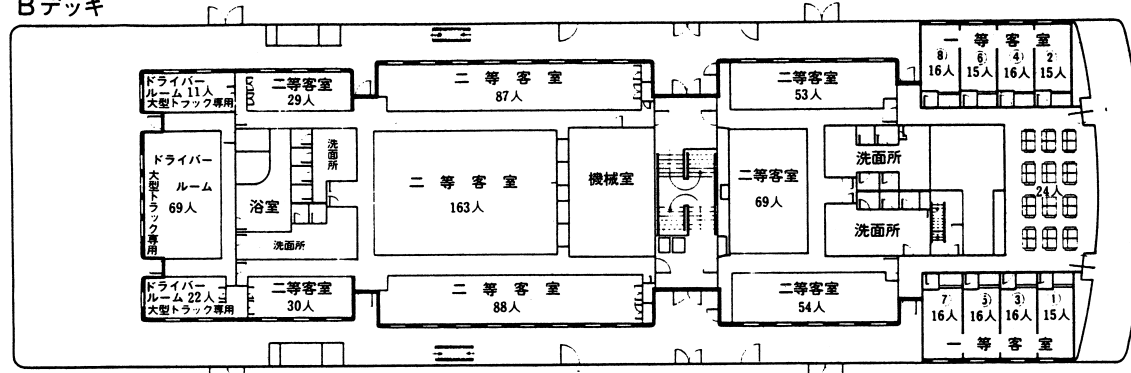 Bデッキ
一等客室
⑧ ⑥ ④ ②
16人 15人 16人 15人
ドライバー
ルーム 11人
大型トラック専用
二等客室
29人
二等客室
87人
二等客室
53人
ドライバー
ルーム
69人
大型トラック専用
浴室
洗面所
洗面所
二等客室
163人
機械室
二等客室
69人
洗面所
洗面所
24人
ドライバー
ルーム 22人
大型トラック専用
二等客室
30人
二等客室
88人
二等客室
54人
⑦ ⑤ ③ ①
16人 16人 16人 15人
一等客室